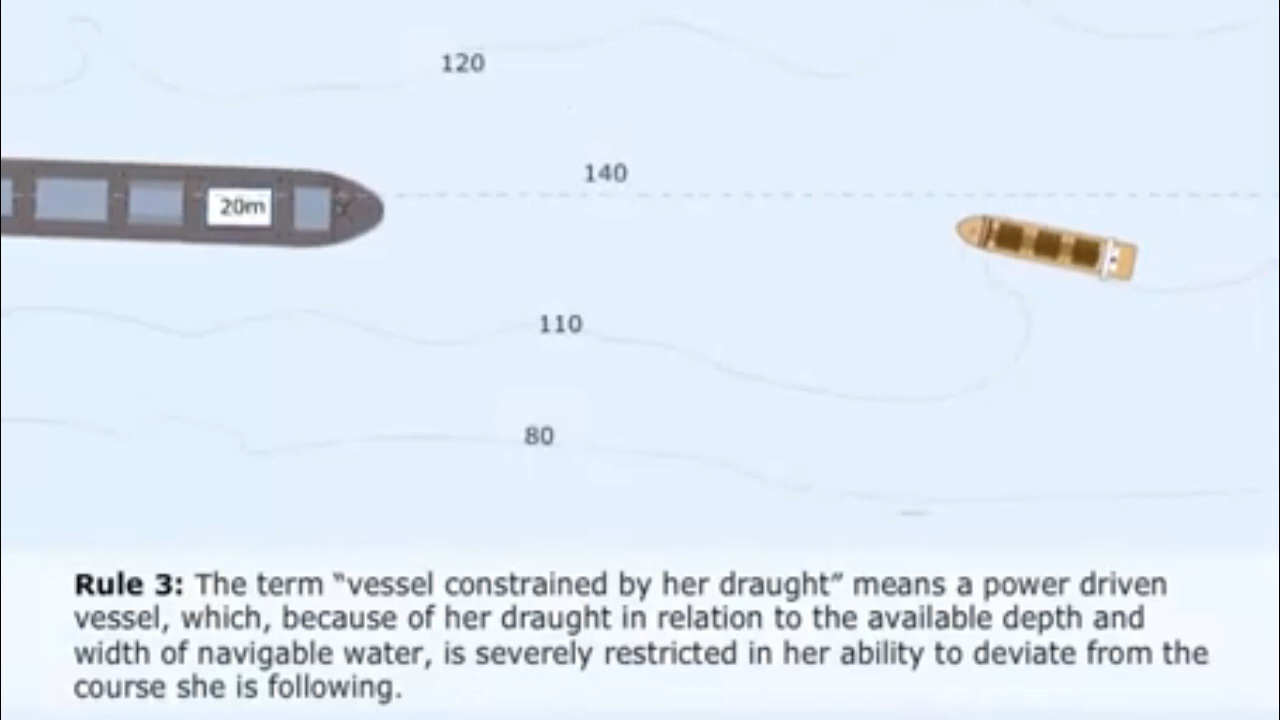 120
140
20m
110
80
Rule 3: The term “vessel constrained by her draught” means a power driven
vessel, which, because of her draught in relation to the available depth and
width of navigable water, is severely restricted in her ability to deviate from the
course she is following.